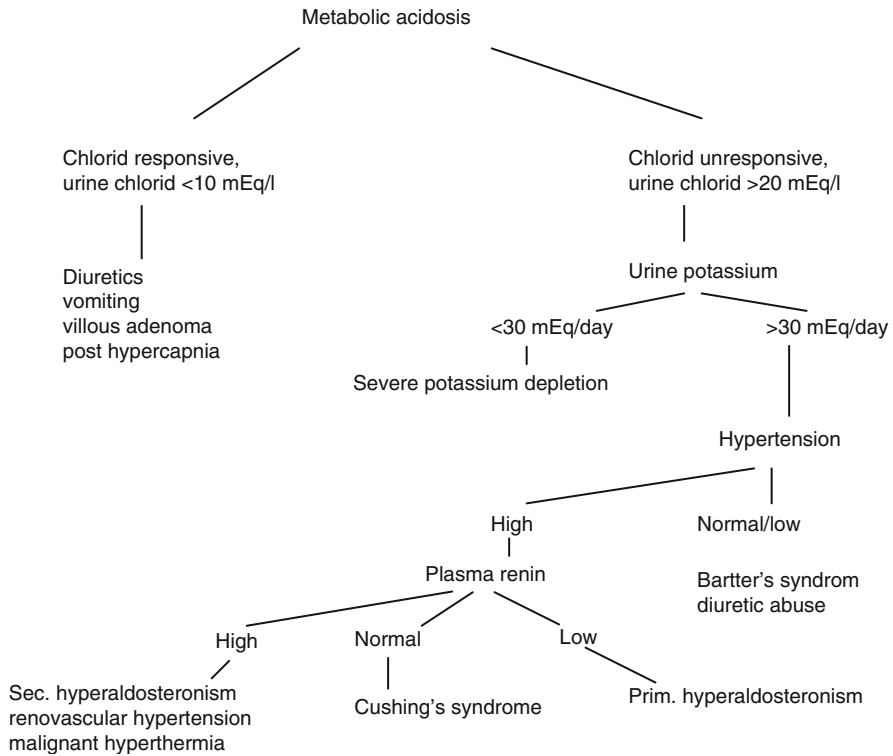 Metabolic acidosis
Chlorid responsive,
urine chlorid <10 mEq/l
Chlorid unresponsive,
urine chlorid >20 mEq/l
Diuretics
vomiting
villous adenoma
post hypercapnia
Urine potassium
<30 mEq/day
>30 mEq/day
Severe potassium depletion
Hypertension
High
Normal/low
Plasma renin
Bartter's syndrom
diuretic abuse
High
Normal
Low
Sec. hyperaldosteronism
renovascular hypertension
malignant hyperthermia
Cushing's syndrome
Prim. hyperaldosteronism